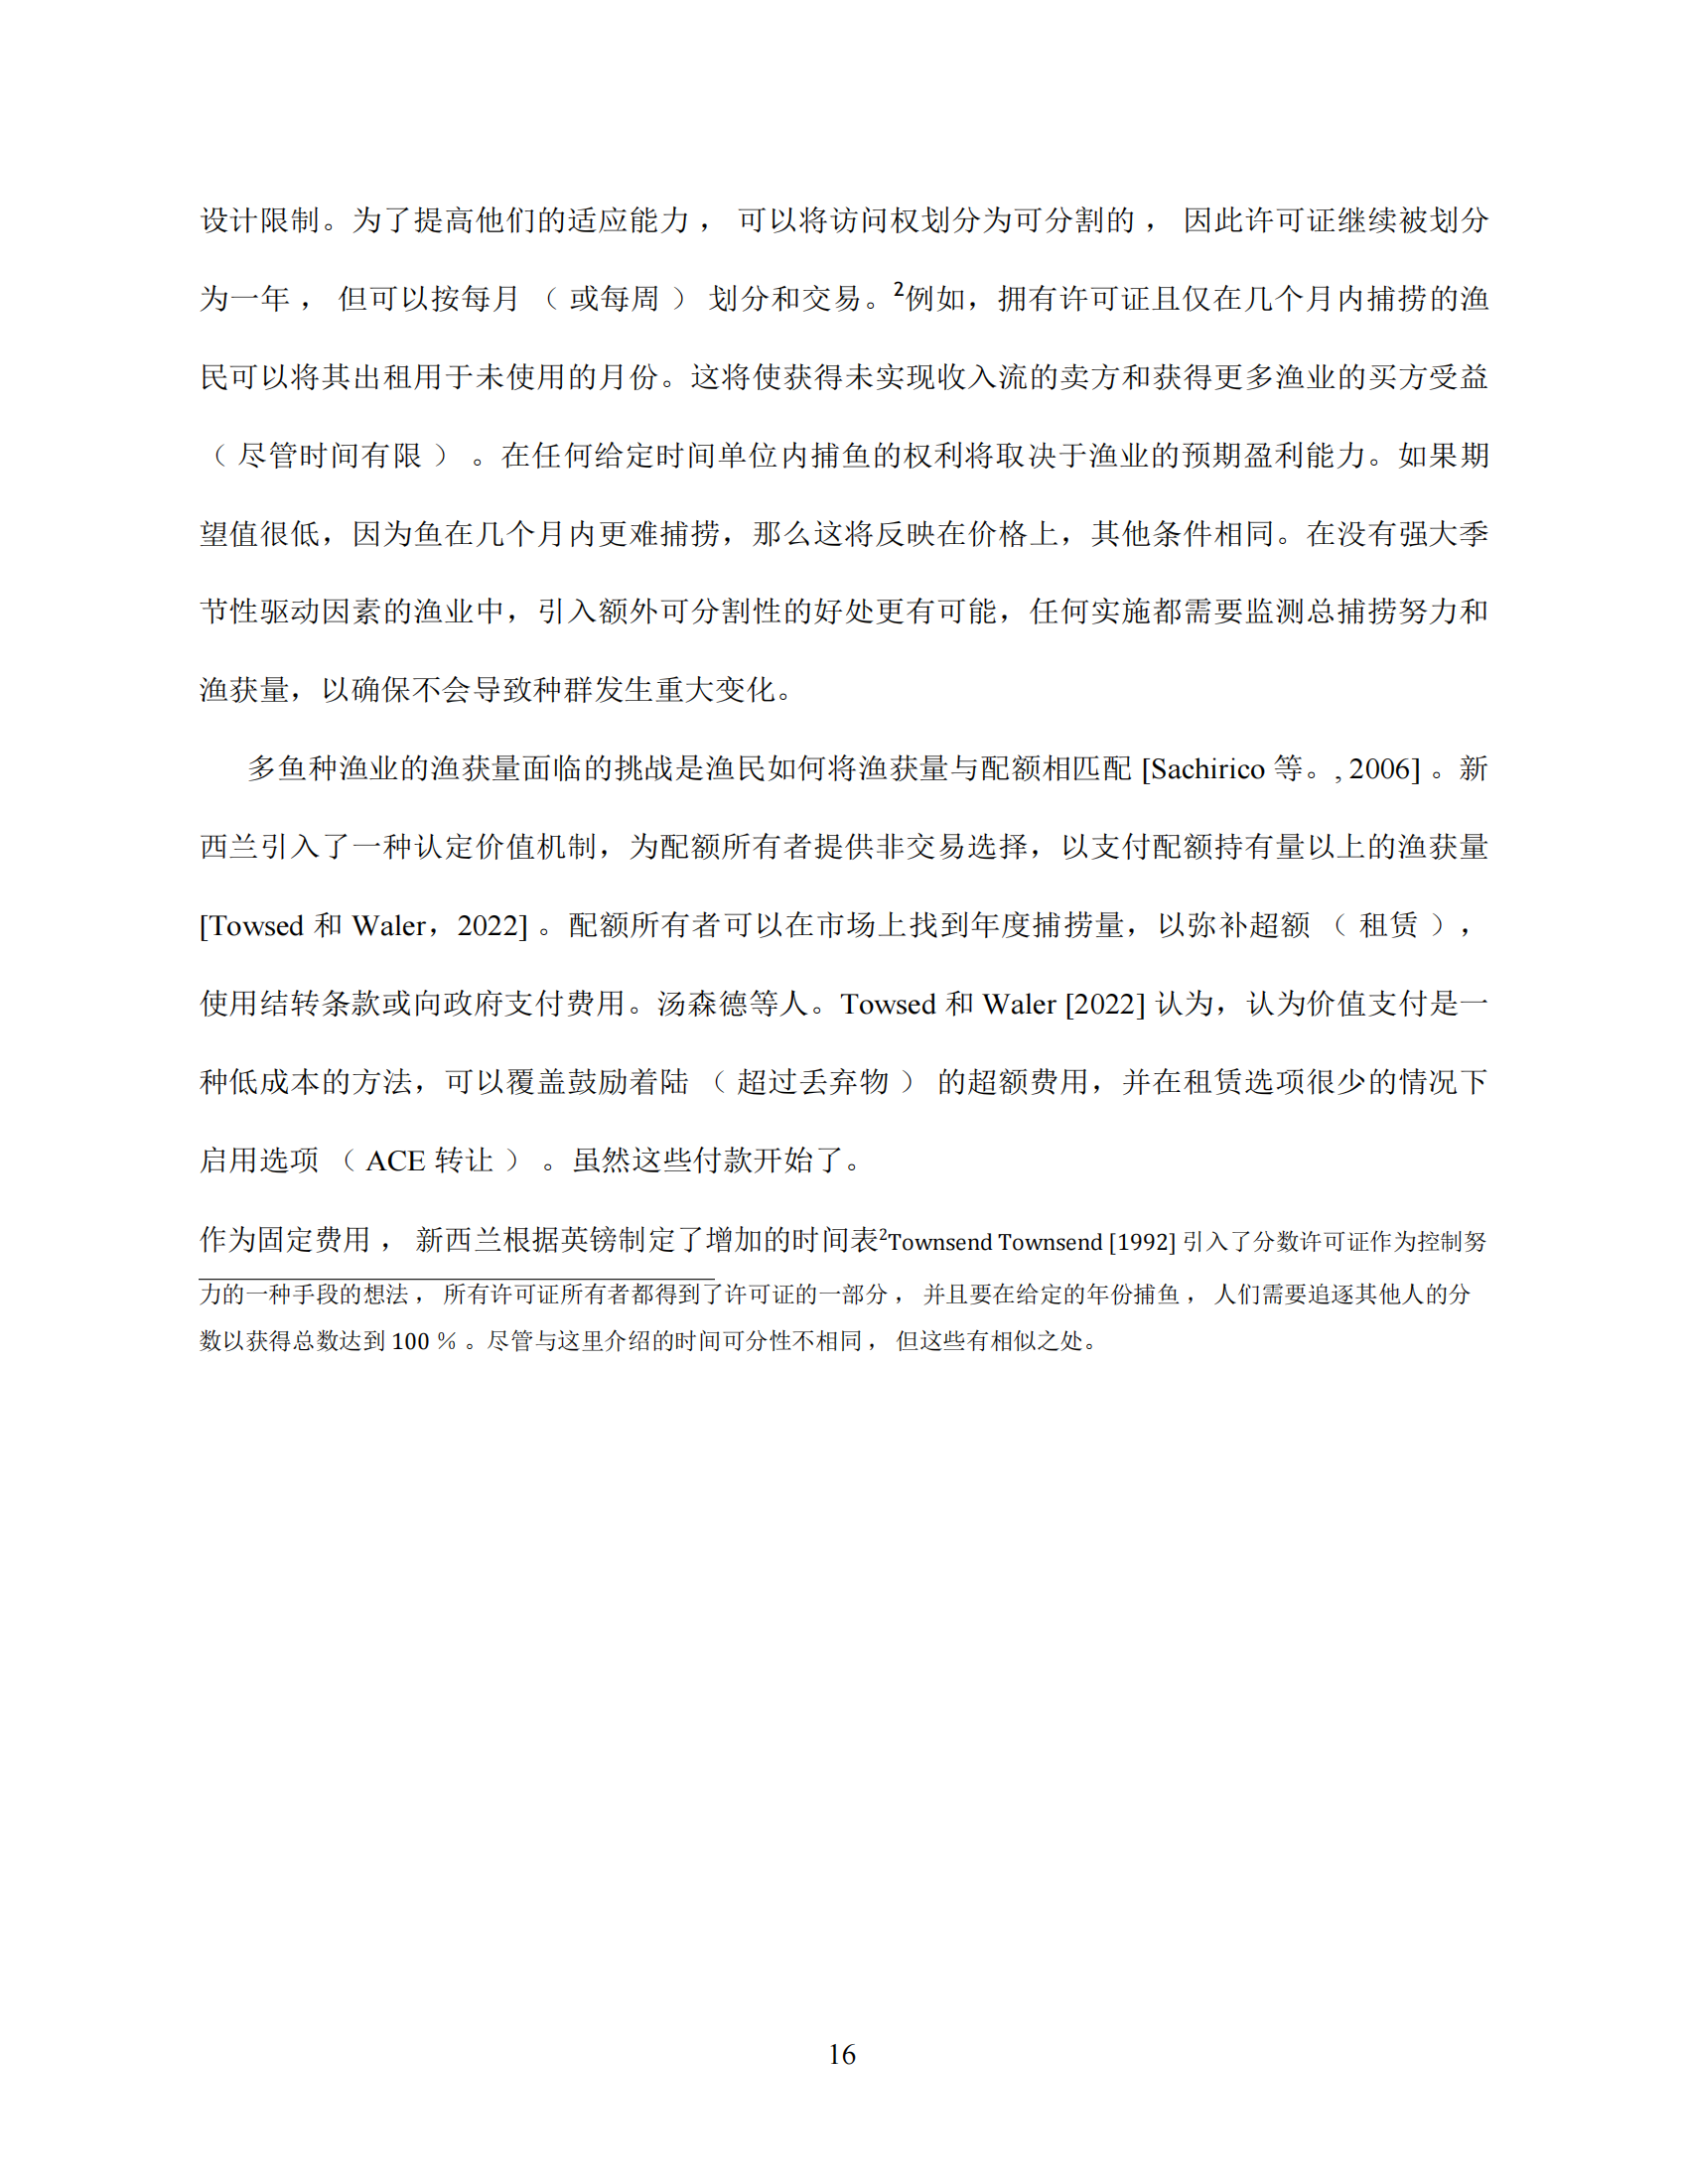 设计限制。为了提高他们的适应能力 ， 可以将访问权划分为可分割的 ， 因此许可证继续被划分
为一年 ， 但可以按每月 （ 或每周 ） 划分和交易。²例如，拥有许可证且仅在几个月内捕捞的渔
民可以将其出租用于未使用的月份。这将使获得未实现收入流的卖方和获得更多渔业的买方受益
（ 尽管时间有限 ） 。在任何给定时间单位内捕鱼的权利将取决于渔业的预期盈利能力。如果期
望值很低，因为鱼在几个月内更难捕捞，那么这将反映在价格上，其他条件相同。在没有强大季
节性驱动因素的渔业中，引入额外可分割性的好处更有可能，任何实施都需要监测总捕捞努力和
渔获量，以确保不会导致种群发生重大变化。
多鱼种渔业的渔获量面临的挑战是渔民如何将渔获量与配额相匹配 [Sachirico 等。, 2006] 。新
西兰引入了一种认定价值机制，为配额所有者提供非交易选择，以支付配额持有量以上的渔获量
[Towsed 和 Waler，2022] 。配额所有者可以在市场上找到年度捕捞量，以弥补超额 （ 租赁 ），
使用结转条款或向政府支付费用。汤森德等人。Towsed 和 Waler [2022] 认为，认为价值支付是一
种低成本的方法，可以覆盖鼓励着陆 （ 超过丢弃物 ） 的超额费用，并在租赁选项很少的情况下
启用选项 （ ACE 转让 ） 。虽然这些付款开始了。
作为固定费用 ， 新西兰根据英镑制定了增加的时间表²Townsend Townsend [1992] 引入了分数许可证作为控制努
力的一种手段的想法 ， 所有许可证所有者都得到了许可证的一部分 ， 并且要在给定的年份捕鱼 ， 人们需要追逐其他人的分
数以获得总数达到 100 % 。尽管与这里介绍的时间可分性不相同 ， 但这些有相似之处。
16